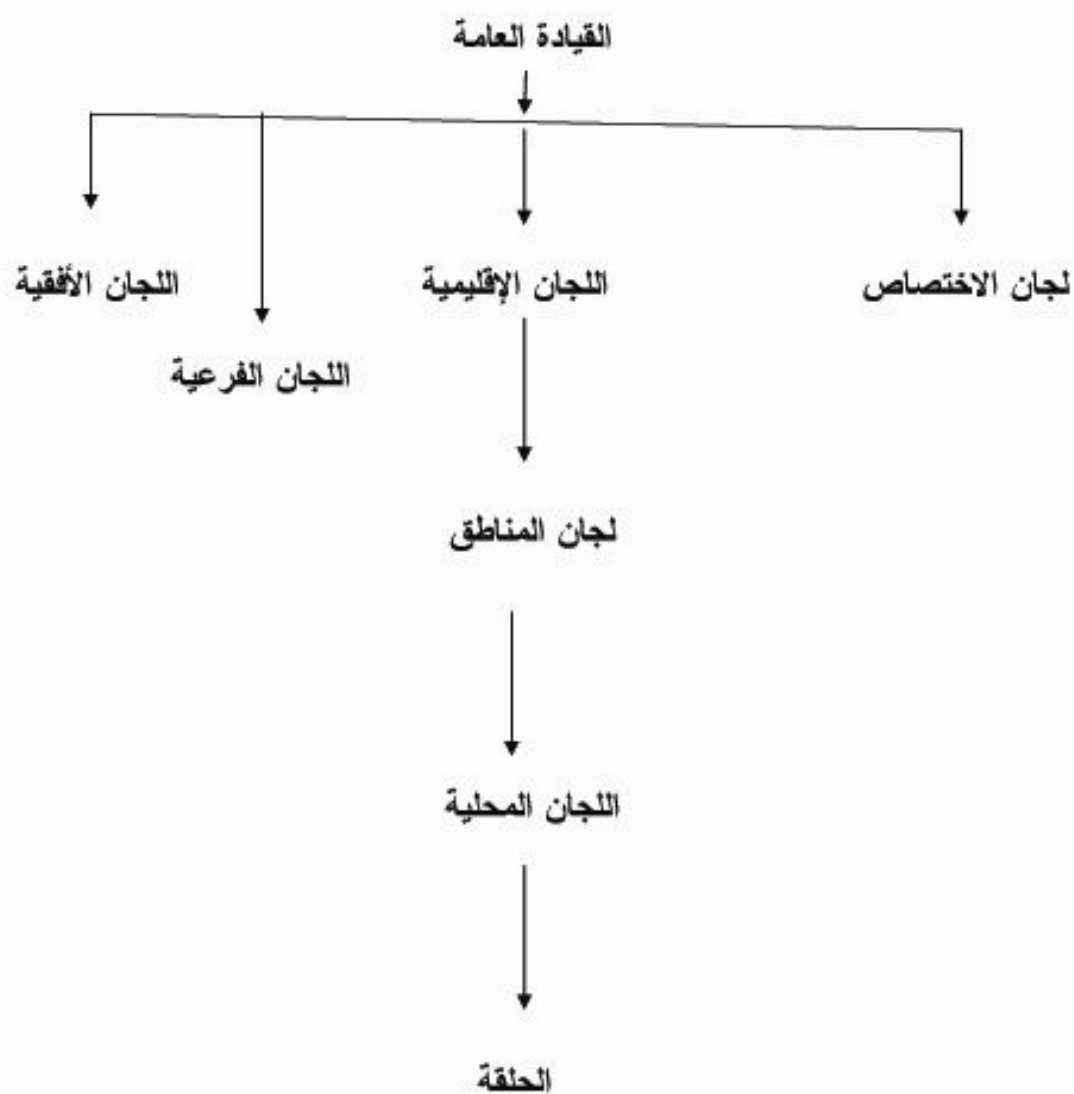 القيادة العامة
لجان الاختصاص
اللجان الإقليمية
اللجان الأفقية
اللجان الفرعية
لجان المناطق
اللجان المحلية
الحلقة